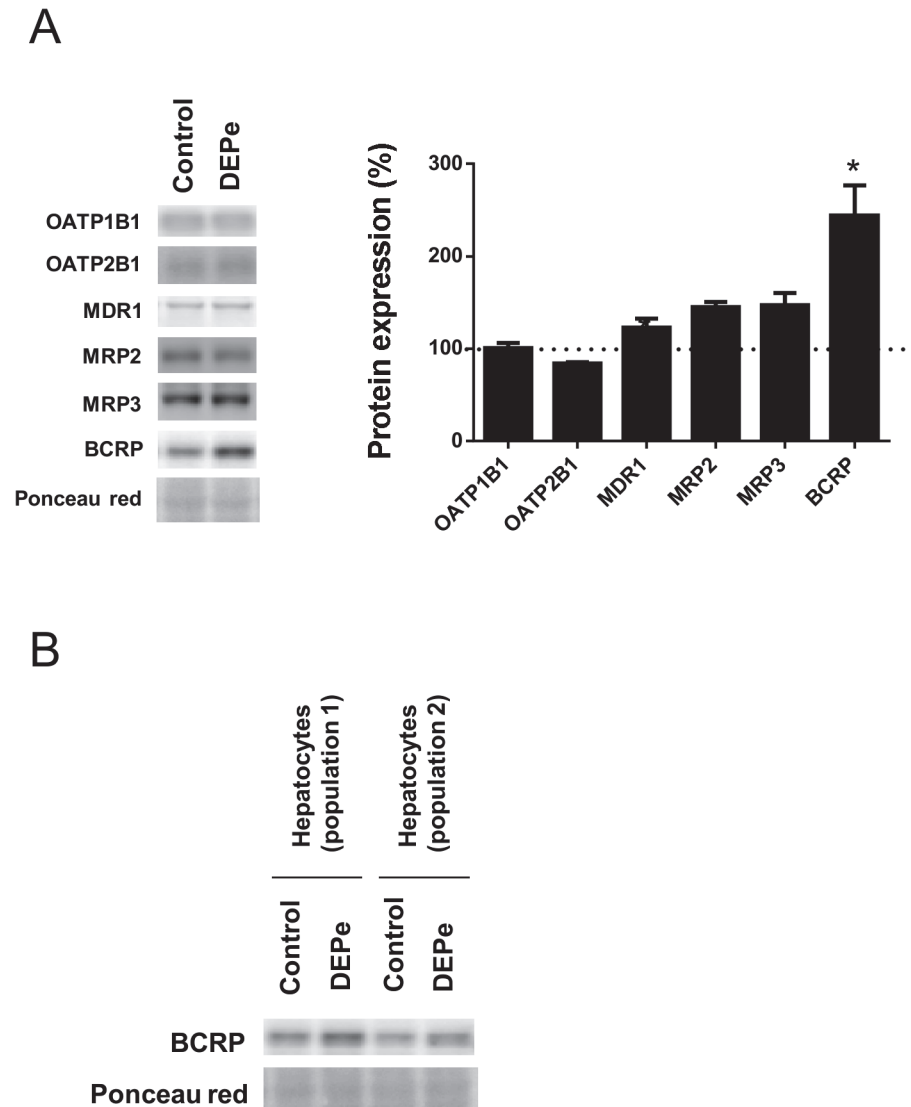 A
Control
DEPe
OATP1B1
OATP2B1
MDR1
MRP2
MRP3
BCRP
Ponceau red
Protein expression (%)
300
200
100
0
*
OATP1B1
OATP2B1
MDR1
MRP2
MRP3
BCRP
B
Hepatocytes
(population 1)
Hepatocytes
(population 2)
Control
DEPe
Control
DEPe
BCRP
Ponceau red